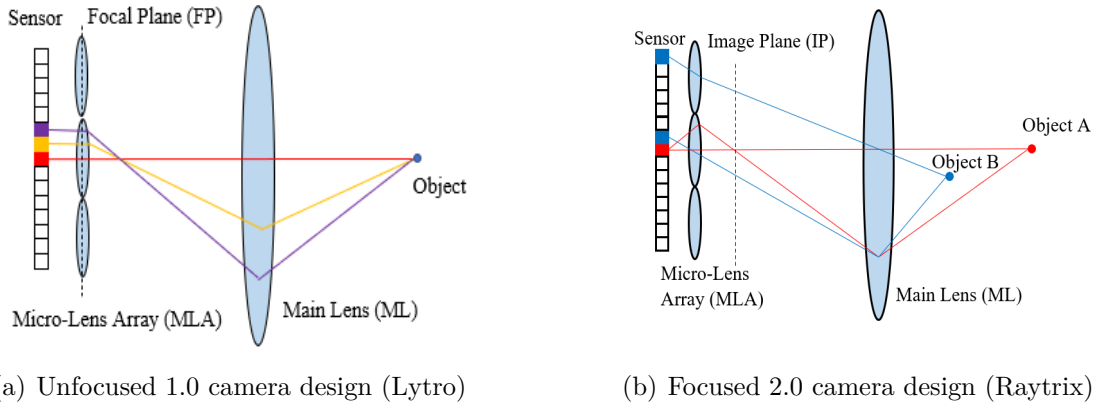 Sensor
Focal Plane (FP)
Object
Main Lens (ML)
Micro-Lens Array (MLA)
a) Unfocused 1.0 camera design (Lytro)
Sensor
Image Plane (IP)
Object A
Object B
Micro-Lens
Array (MLA)
Main Lens (ML)
(b) Focused 2.0 camera design (Raytrix)